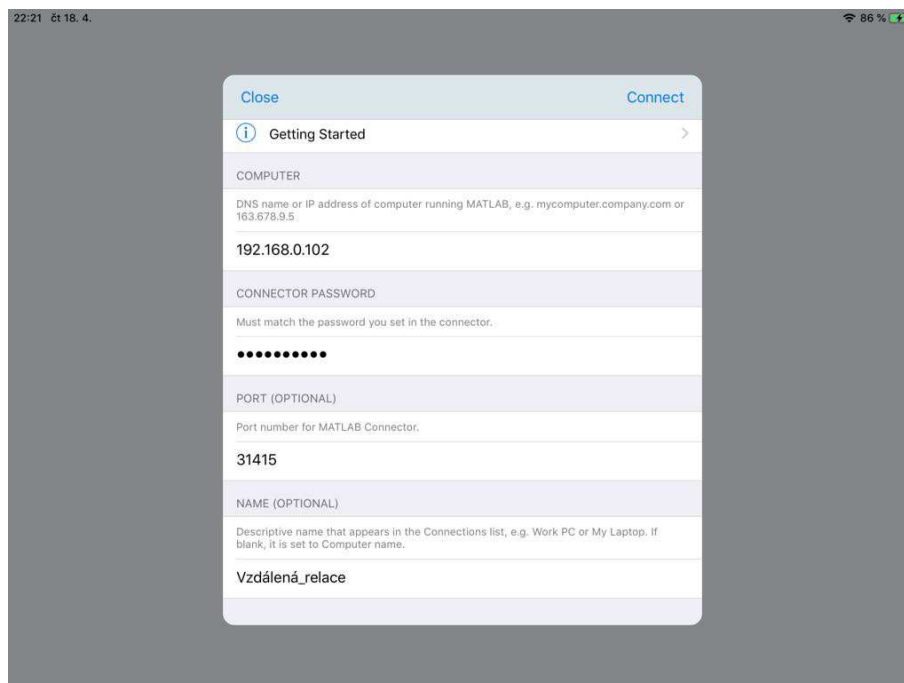 22:21 čt 18. 4.
86 %
Close
Connect
Getting Started
COMPUTER
DNS name or IP address of computer running MATLAB, e.g. mycomputer.company.com or
163.678.9.5
192.168.0.102
CONNECTOR PASSWORD
Must match the password you set in the connector.
●●●●●●●●●●
PORT (OPTIONAL)
Port number for MATLAB Connector.
31415
NAME (OPTIONAL)
Descriptive name that appears in the Connections list, e.g. Work PC or My Laptop. If
blank, it is set to Computer name.
Vzdálená_relace